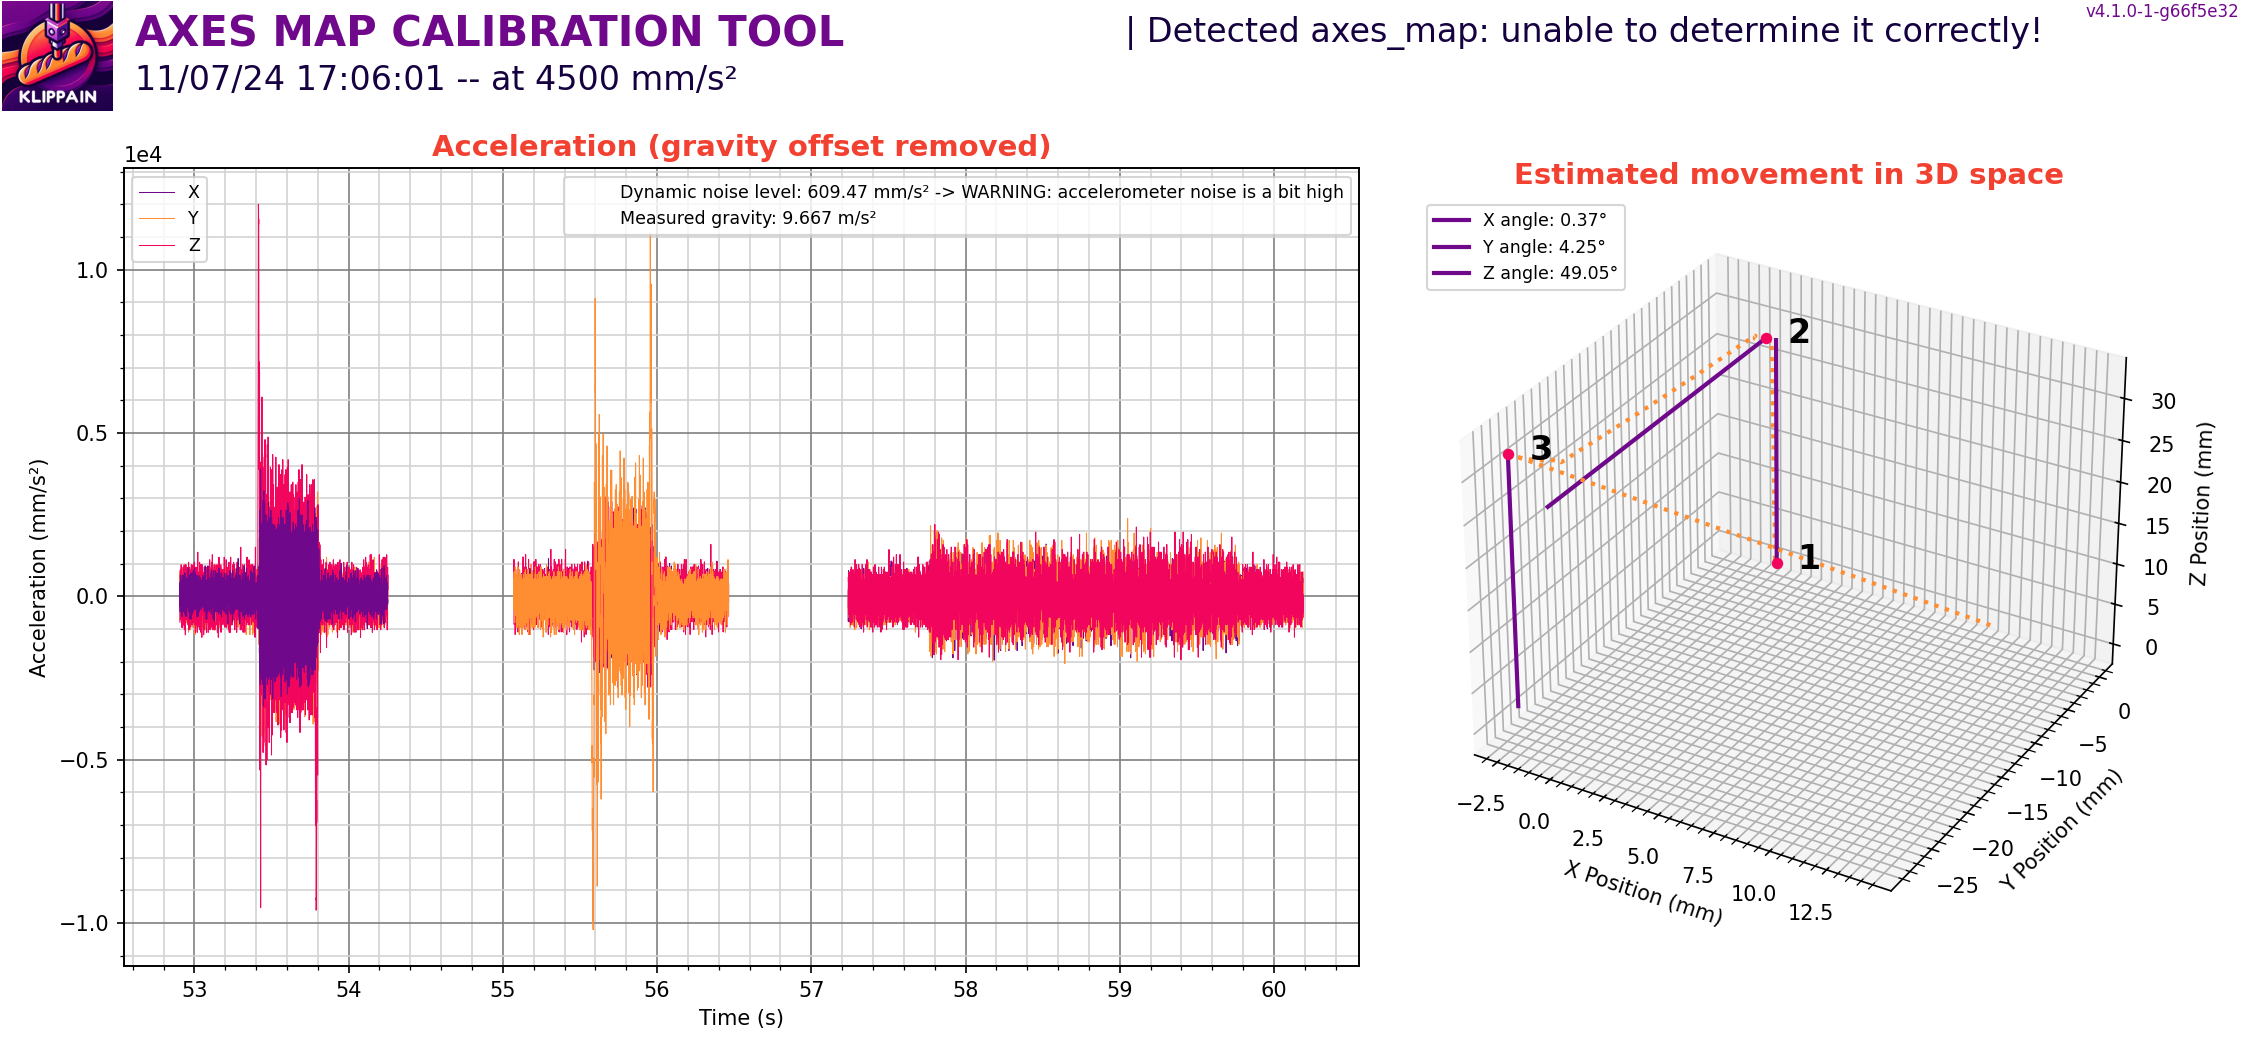 KLIPPAIN
AXES MAP CALIBRATION TOOL
11/07/24 17:06:01 -- at 4500 mm/s²
| Detected axes_map: unable to determine it correctly!
v4.1.0-1-g66f5e32
Acceleration (gravity offset removed)
1e4
X
Y
Z
Dynamic noise level: 609.47 mm/s² -> WARNING: accelerometer noise is a bit high
Measured gravity: 9.667 m/s²
1.0
0.5
0.0
−0.5
−1.0
Acceleration (mm/s²)
53
54
55
56
57
58
59
60
Time (s)
Estimated movement in 3D space
X angle: 0.37°
Y angle: 4.25°
Z angle: 49.05°
2
3
1
30
25
20
15
10
5
0
Z Position (mm)
0
−5
−10
−15
−20
−25
Y Position (mm)
−2.5
0.0
2.5
5.0
7.5
10.0
12.5
X Position (mm)